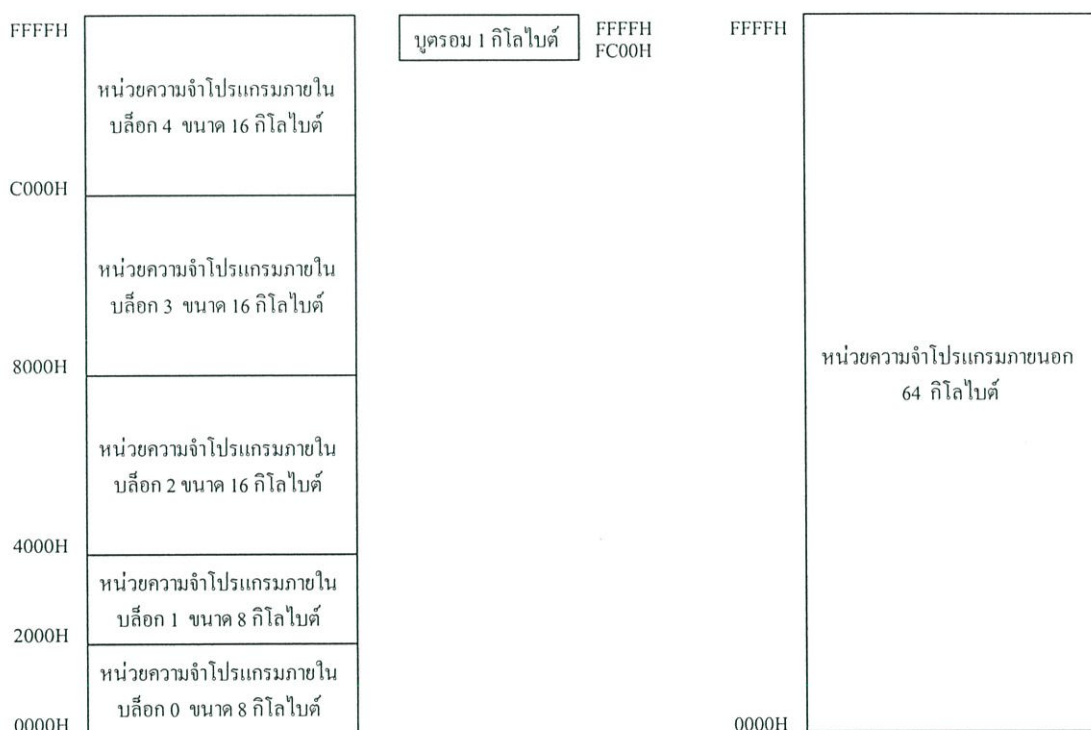 FFFFH
หน่วยความจำโปรแกรมภายใน
บล็อก 4 ขนาด 16 กิโลไบต์
C000H
หน่วยความจำโปรแกรมภายใน
บล็อก 3 ขนาด 16 กิโลไบต์
8000H
หน่วยความจำโปรแกรมภายใน
บล็อก 2 ขนาด 16 กิโลไบต์
4000H
หน่วยความจำโปรแกรมภายใน
บล็อก 1 ขนาด 8 กิโลไบต์
2000H
หน่วยความจำโปรแกรมภายใน
บล็อก 0 ขนาด 8 กิโลไบต์
0000H
บูตรอม 1 กิโลไบต์
FFFFH
FC00H
FFFFH
หน่วยความจำโปรแกรมภายนอก
64 กิโลไบต์
0000H